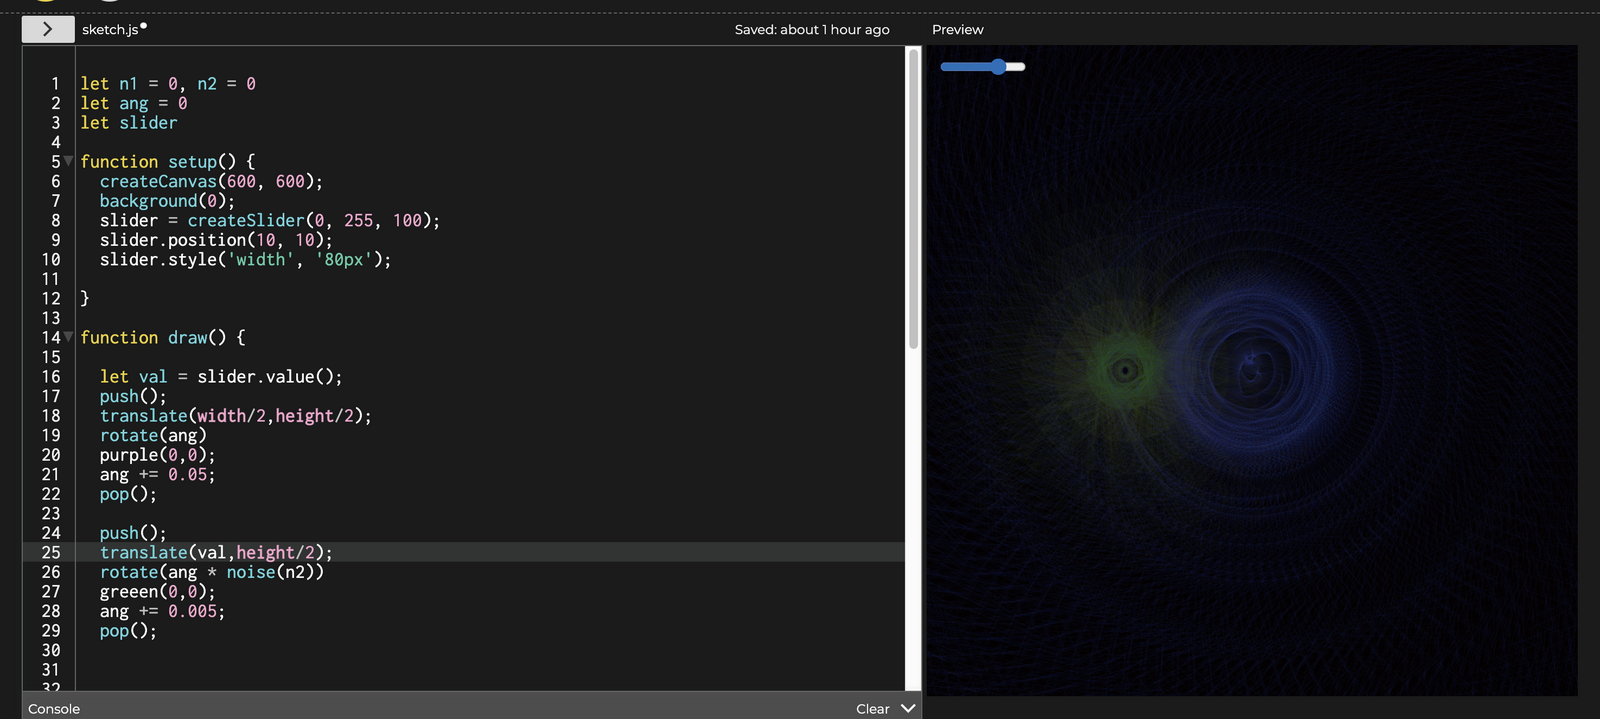 sketch.js
Saved: about 1 hour ago
Preview
1 let n1 = 0, n2 = 0
2 let ang = 0
3 let slider
4
5 function setup() {
6 createCanvas(600, 600);
7 background(0);
8 slider = createSlider(0, 255, 100);
9 slider.position(10, 10);
10 slider.style('width', '80px');
11
12 }
13
14 function draw() {
15
16 let val = slider.value();
17 push();
18 translate(width/2,height/2);
19 rotate(ang)
20 purple(0,0);
21 ang += 0.05;
22 pop();
23
24 push();
25 translate(val,height/2);
26 rotate(ang * noise(n2))
27 greeen(0,0);
28 ang += 0.005;
29 pop();
30
31
32
Console
Clear